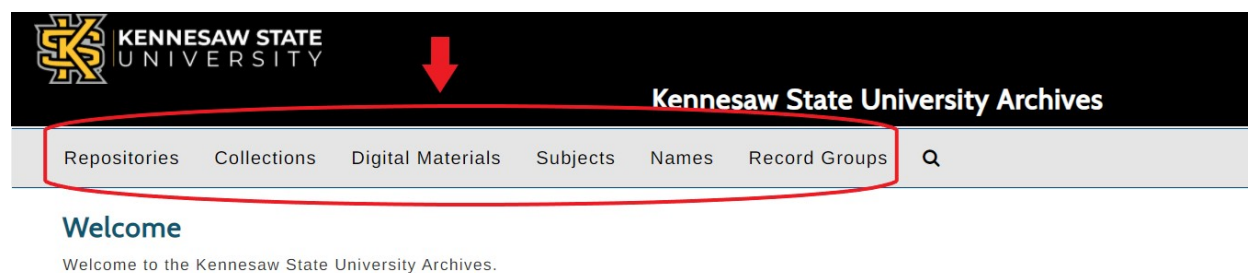 KENNESAW STATE
UNIVERSITY
Kennesaw State University Archives
Repositories Collections Digital Materials Subjects Names Record Groups
Welcome
Welcome to the Kennesaw State University Archives.